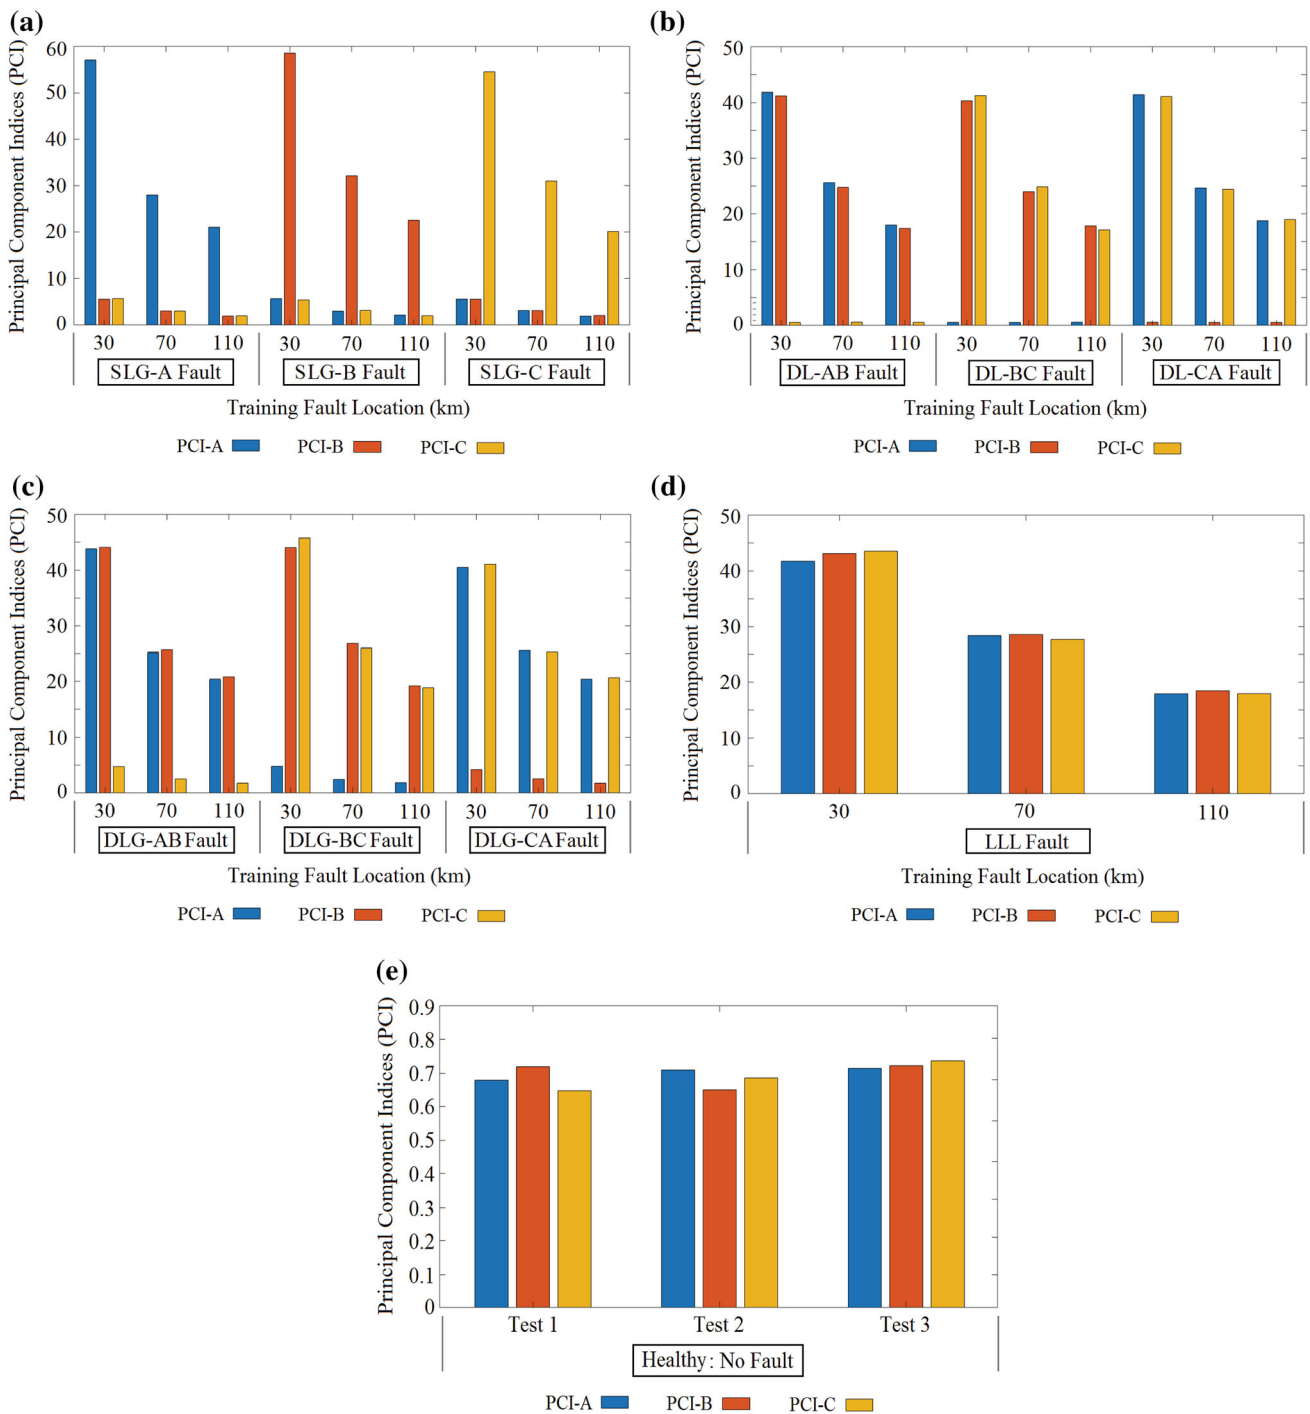 (a)
Principal Component Indices (PCI)
60
50
40
30
20
10
0
30 70 110 30 70 110 30 70 110
SLG-A Fault SLG-B Fault SLG-C Fault
Training Fault Location (km)
PCI-A PCI-B PCI-C
(b)
Principal Component Indices (PCI)
50
40
30
20
10
0
30 70 110 30 70 110 30 70 110
DL-AB Fault DL-BC Fault DL-CA Fault
Training Fault Location (km)
PCI-A PCI-B PCI-C
(c)
Principal Component Indices (PCI)
50
40
30
20
10
0
30 70 110 30 70 110 30 70 110
DLG-AB Fault DLG-BC Fault DLG-CA Fault
Training Fault Location (km)
PCI-A PCI-B PCI-C
(d)
Principal Component Indices (PCI)
50
40
30
20
10
0
30 70 110
LLL Fault
Training Fault Location (km)
PCI-A PCI-B PCI-C
(e)
Principal Component Indices (PCI)
0.9
0.8
0.7
0.6
0.5
0.4
0.3
0.2
0.1
0
Test 1 Test 2 Test 3
Healthy: No Fault
PCI-A PCI-B PCI-C